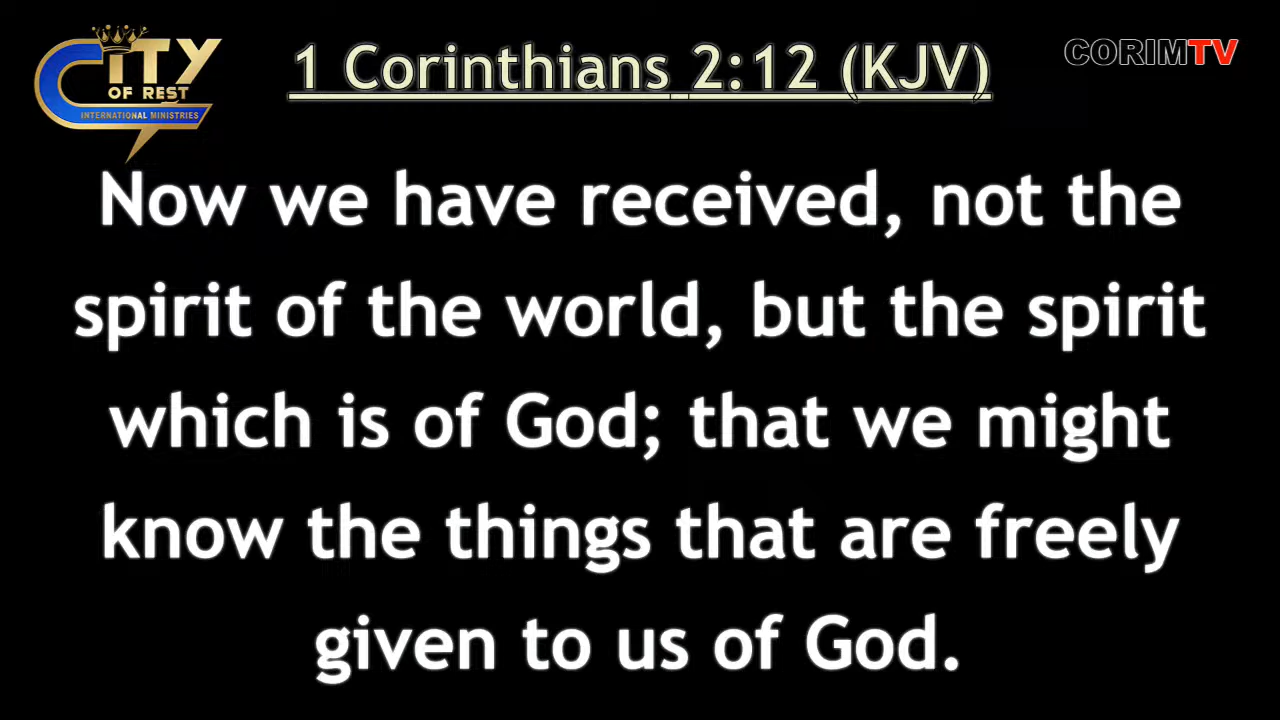 CITY
OF REST
INTERNATIONAL MINISTRIES
1 Corinthians 2:12 (KJV)
CORIMTV
Now we have received, not the
spirit of the world, but the spirit
which is of God; that we might
know the things that are freely
given to us of God.